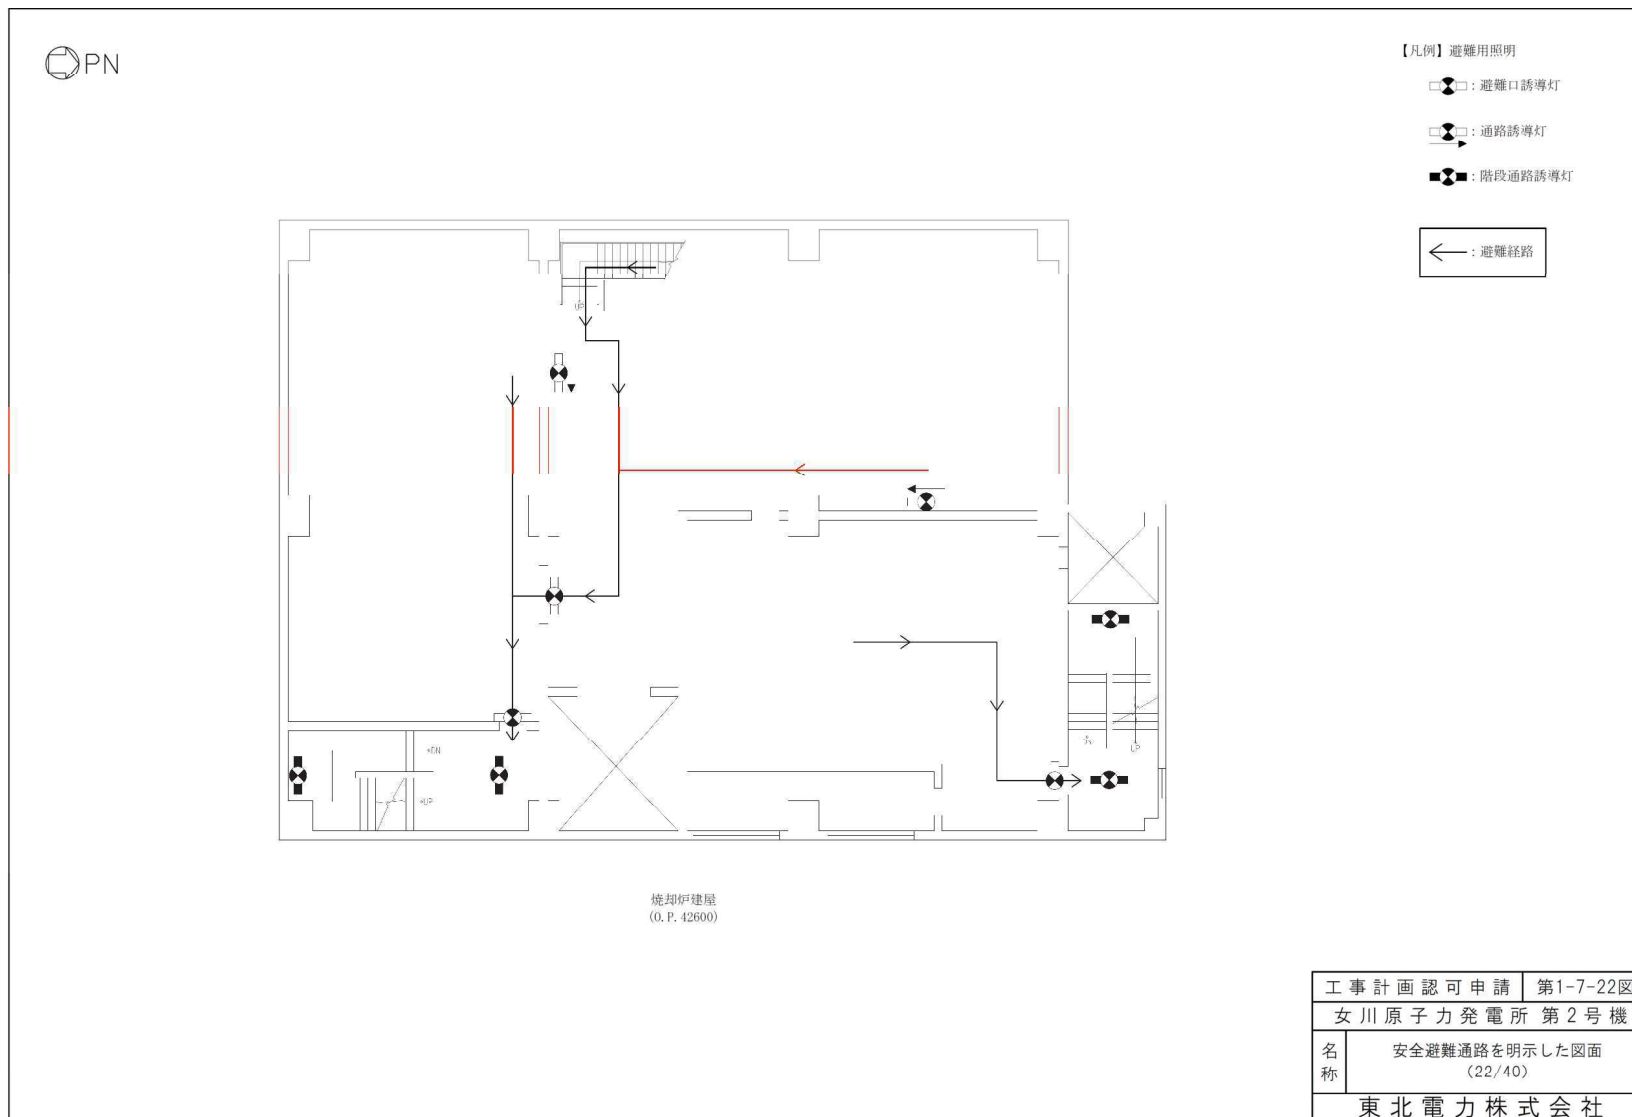 PN
【凡例】避難用照明
：避難口誘導灯
：通路誘導灯
：階段通路誘導灯
：避難経路
UP
DN
UP
UP
焼却炉建屋
(O.P.42600)
工事計画認可申請 第1-7-22図
女川原子力発電所 第2号機
名称 安全避難通路を明示した図面
(22/40)
東北電力株式会社